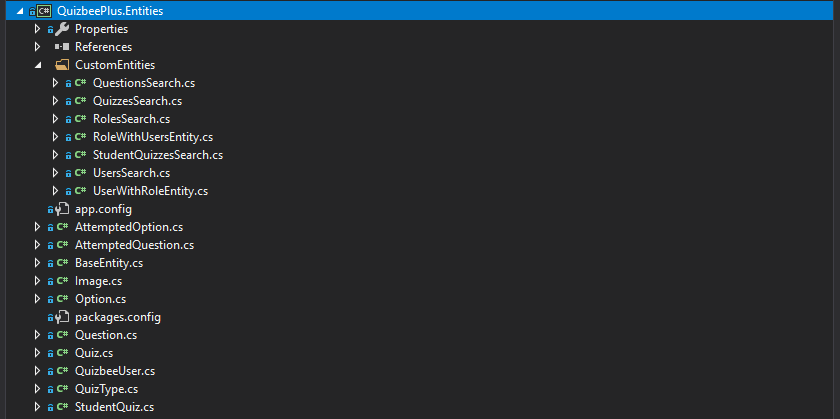 C# QuizbeePlus.Entities
Properties
References
CustomEntities
C# QuestionsSearch.cs
C# QuizzesSearch.cs
C# RolesSearch.cs
C# RoleWithUsersEntity.cs
C# StudentQuizzesSearch.cs
C# UsersSearch.cs
C# UserWithRoleEntity.cs
app.config
C# AttemptedOption.cs
C# AttemptedQuestion.cs
C# BaseEntity.cs
C# Image.cs
C# Option.cs
packages.config
C# Question.cs
C# Quiz.cs
C# QuizbeeUser.cs
C# QuizType.cs
C# StudentQuiz.cs